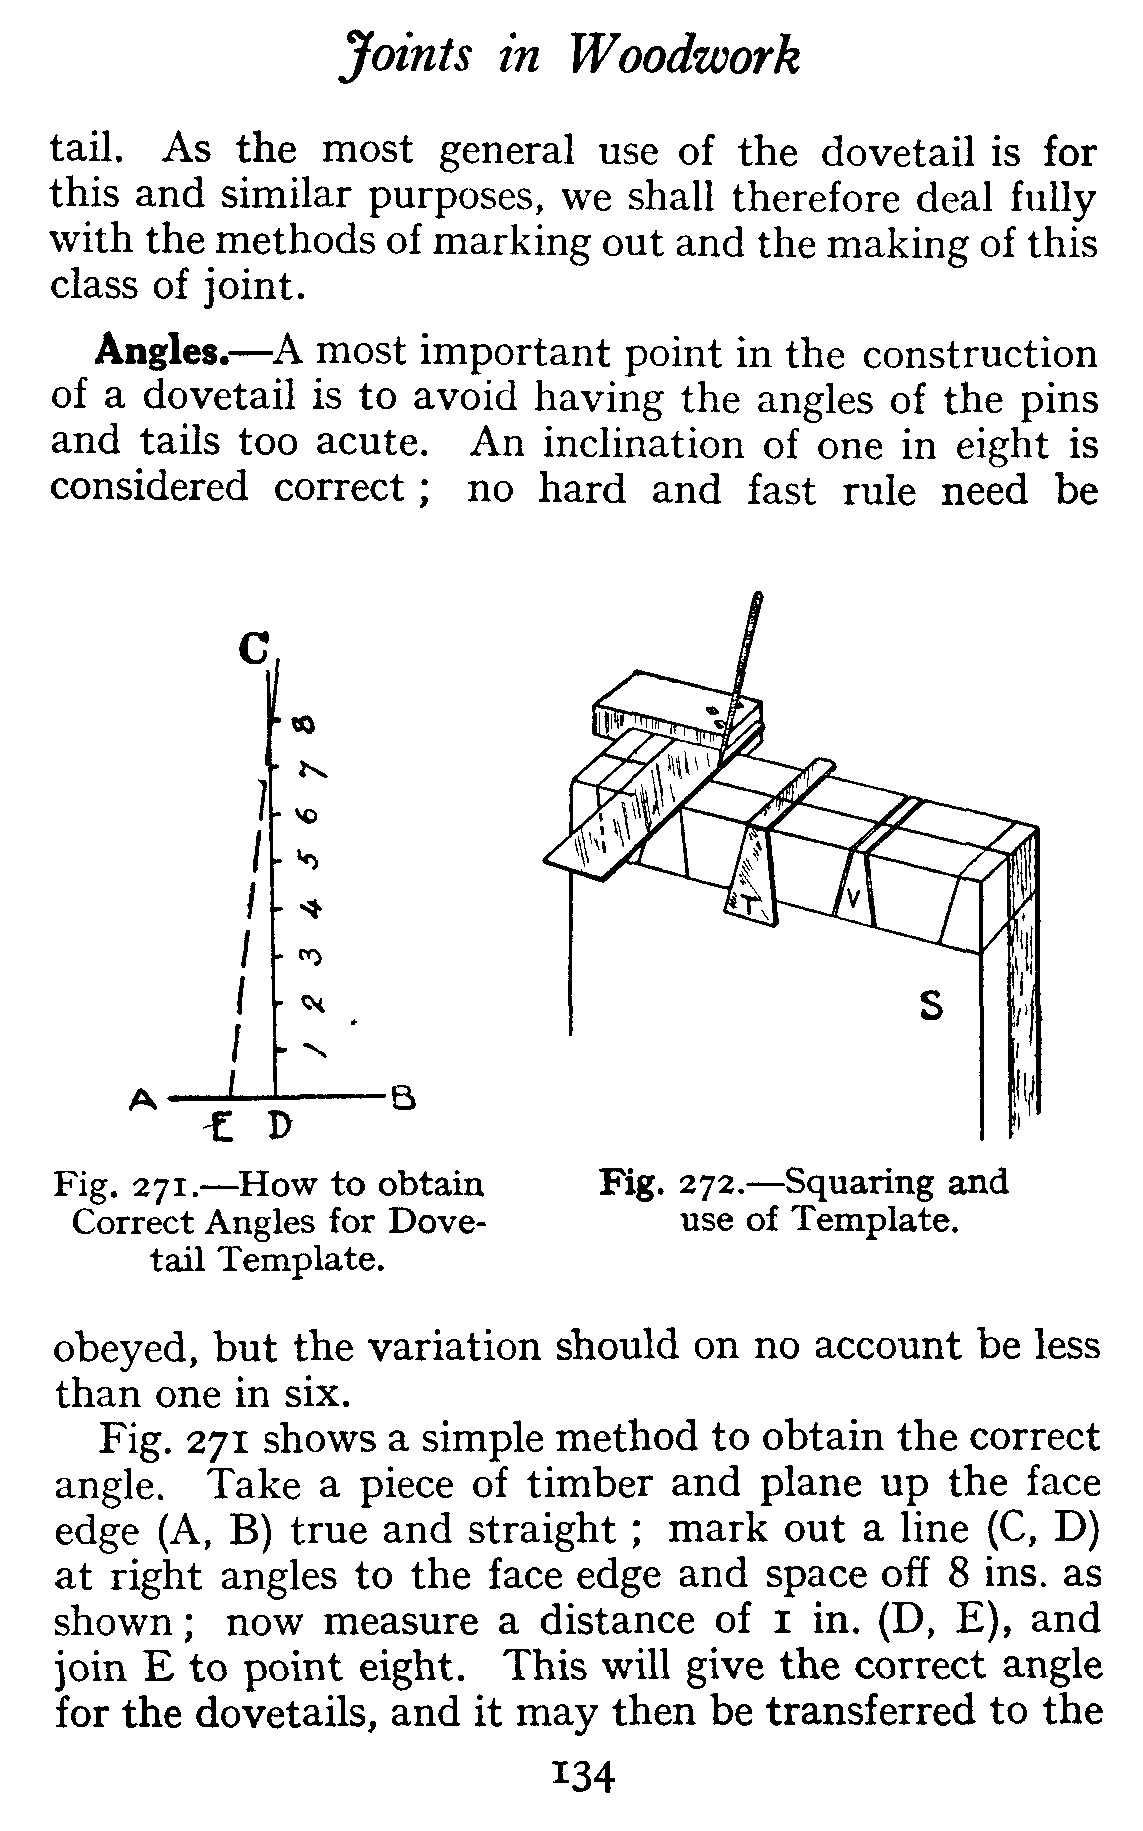 Joints in Woodwork
tail. As the most general use of the dovetail is for
this and similar purposes, we shall therefore deal fully
with the methods of marking out and the making of this
class of joint.
Angles.—A most important point in the construction
of a dovetail is to avoid having the angles of the pins
and tails too acute. An inclination of one in eight is
considered correct ; no hard and fast rule need be
C
8
7
6
5
4
3
2
1
A
B
E D
Fig. 271.—How to obtain
Correct Angles for Dove-
tail Template.
T
V
S
Fig. 272.—Squaring and
use of Template.
obeyed, but the variation should on no account be less
than one in six.
Fig. 271 shows a simple method to obtain the correct
angle. Take a piece of timber and plane up the face
edge (A, B) true and straight ; mark out a line (C, D)
at right angles to the face edge and space off 8 ins. as
shown ; now measure a distance of 1 in. (D, E), and
join E to point eight. This will give the correct angle
for the dovetails, and it may then be transferred to the
134